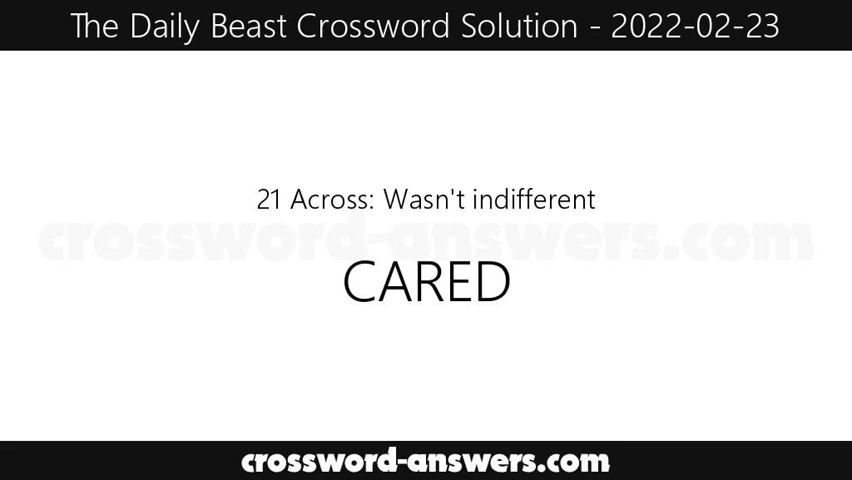 The Daily Beast Crossword Solution - 2022-02-23
21 Across: Wasn't indifferent
crossword-answers.com
CARED
crossword-answers.com